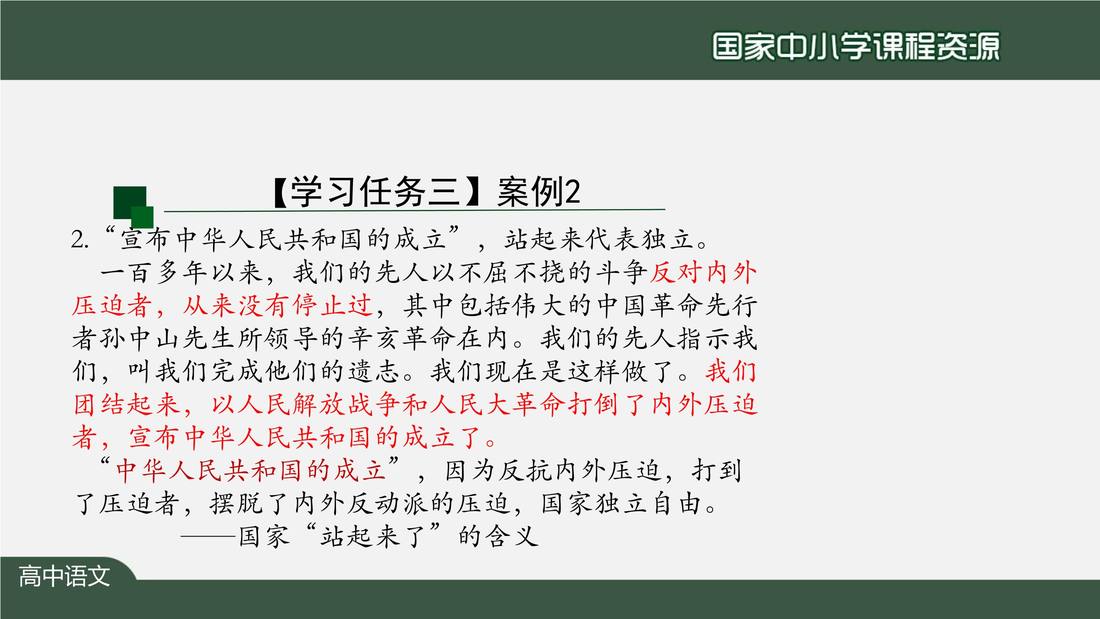 国家中小学课程资源
【学习任务三】案例2
2.“宣布中华人民共和国的成立”，站起来代表独立。
一百多年以来，我们的先人以不屈不挠的斗争反对内外
压迫者，从来没有停止过，其中包括伟大的中国革命先行
者孙中山先生所领导的辛亥革命在内。我们的先人指示我
们，叫我们完成他们的遗志。我们现在是这样做了。我们
团结起来，以人民解放战争和人民大革命打倒了内外压迫
者，宣布中华人民共和国的成立了。
“中华人民共和国的成立”，因为反抗内外压迫，打到
了压迫者，摆脱了内外反动派的压迫，国家独立自由。
——国家“站起来了”的含义
高中语文